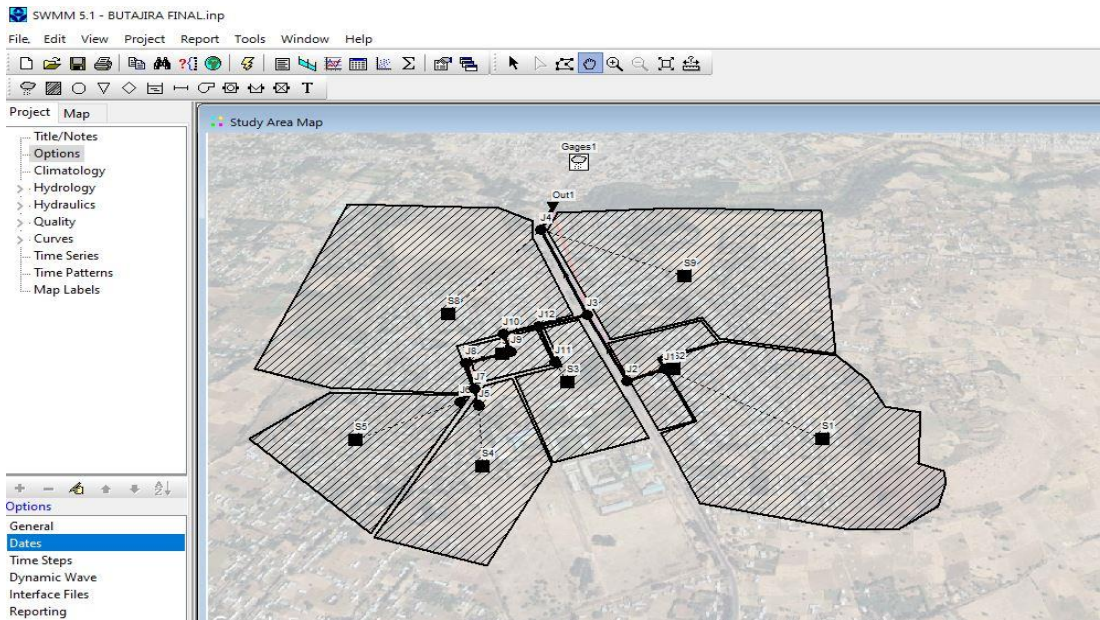 SWMM 5.1 - BUTAJIRA FINAL.inp
File, Edit View Project Report Tools Window Help
Project Map
Title/Notes
Options
Climatology
Hydrology
Hydraulics
Quality
Curves
Time Series
Time Patterns
Map Labels
Options
General
Dates
Time Steps
Dynamic Wave
Interface Files
Reporting
Study Area Map
Gages1
Out1
J4
S9
S8
J3
J12
J10
J9
J8
J11
J1
S2
J2
S3
J7
J5
S5
S1
S4